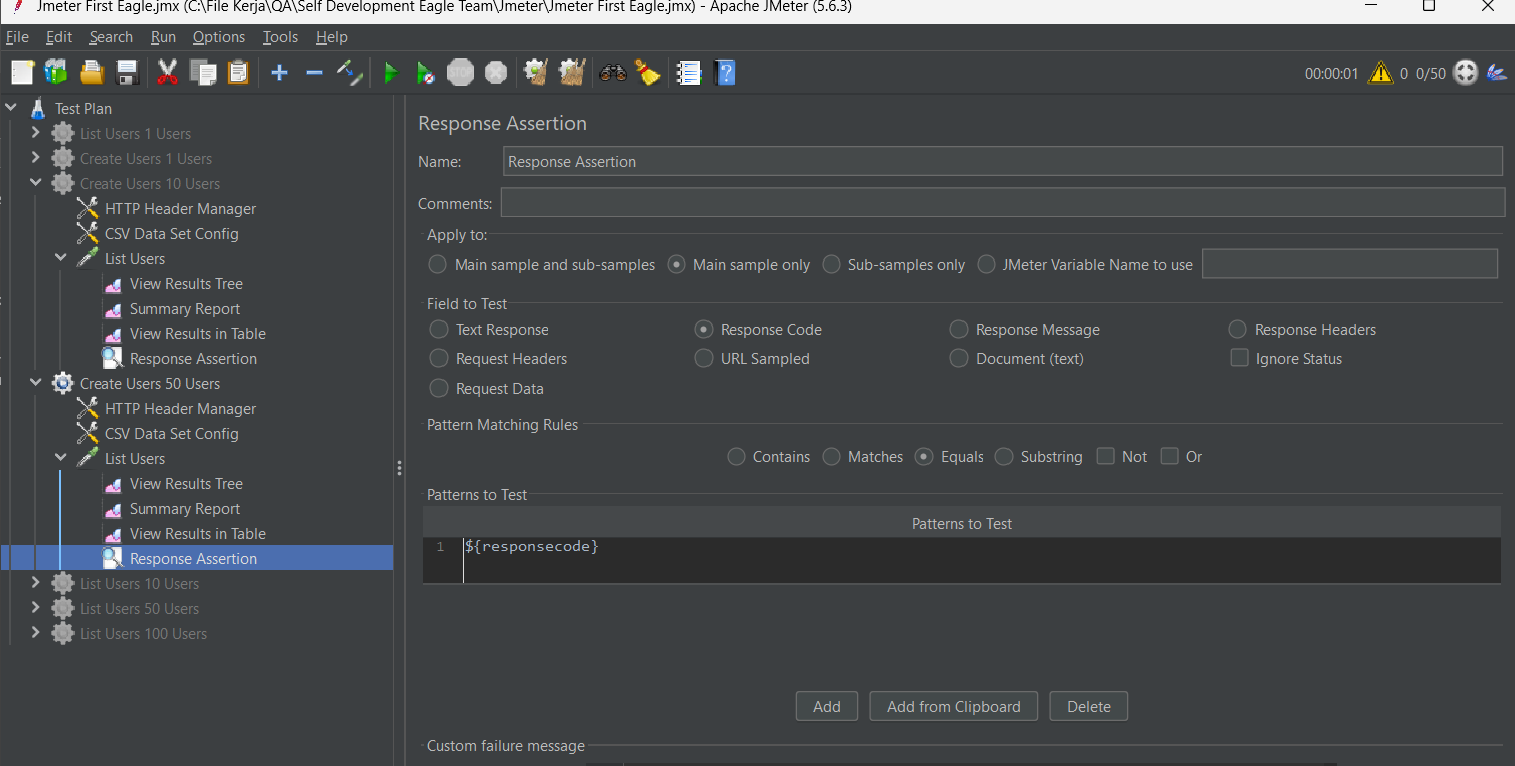 Jmeter First Eagle.jmx (C:\File Kerja\QA\Self Development Eagle Team\Jmeter\Jmeter First Eagle.jmx) - Apache JMeter (5.6.3)
File Edit Search Run Options Tools Help
STOP 00:00:01 0 0/50
Test Plan
List Users 1 Users
Create Users 1 Users
Create Users 10 Users
HTTP Header Manager
CSV Data Set Config
List Users
View Results Tree
Summary Report
View Results in Table
Response Assertion
Create Users 50 Users
HTTP Header Manager
CSV Data Set Config
List Users
View Results Tree
Summary Report
View Results in Table
Response Assertion
List Users 10 Users
List Users 50 Users
List Users 100 Users
Response Assertion
Name: Response Assertion
Comments:
Apply to:
Main sample and sub-samples Main sample only Sub-samples only JMeter Variable Name to use
Field to Test
Text Response Response Code Response Message Response Headers
Request Headers URL Sampled Document (text) Ignore Status
Request Data
Pattern Matching Rules
Contains Matches Equals Substring Not Or
Patterns to Test
Patterns to Test
1 ${responsecode}
Add Add from Clipboard Delete
Custom failure message